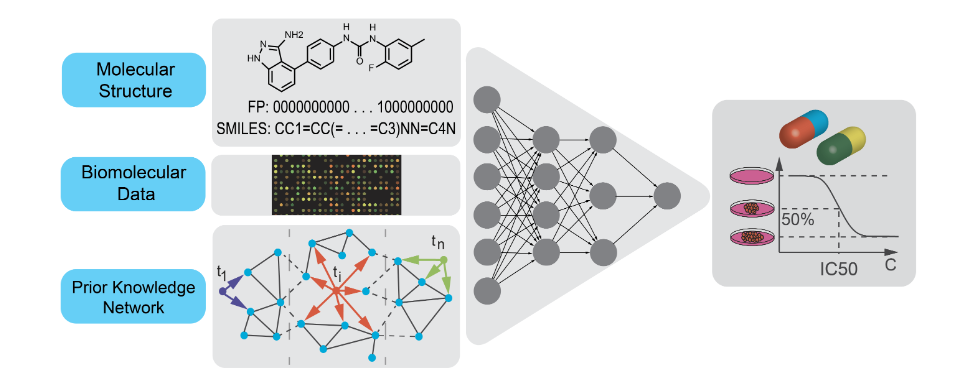 Molecular
Structure
NH2
N
HN
H
N
H
N
O
F
FP: 0000000000 . . . 1000000000
SMILES: CC1=CC(= . . . =C3)NN=C4N
Biomolecular
Data
Prior Knowledge
Network
t1
ti
tn
50%
IC50
C